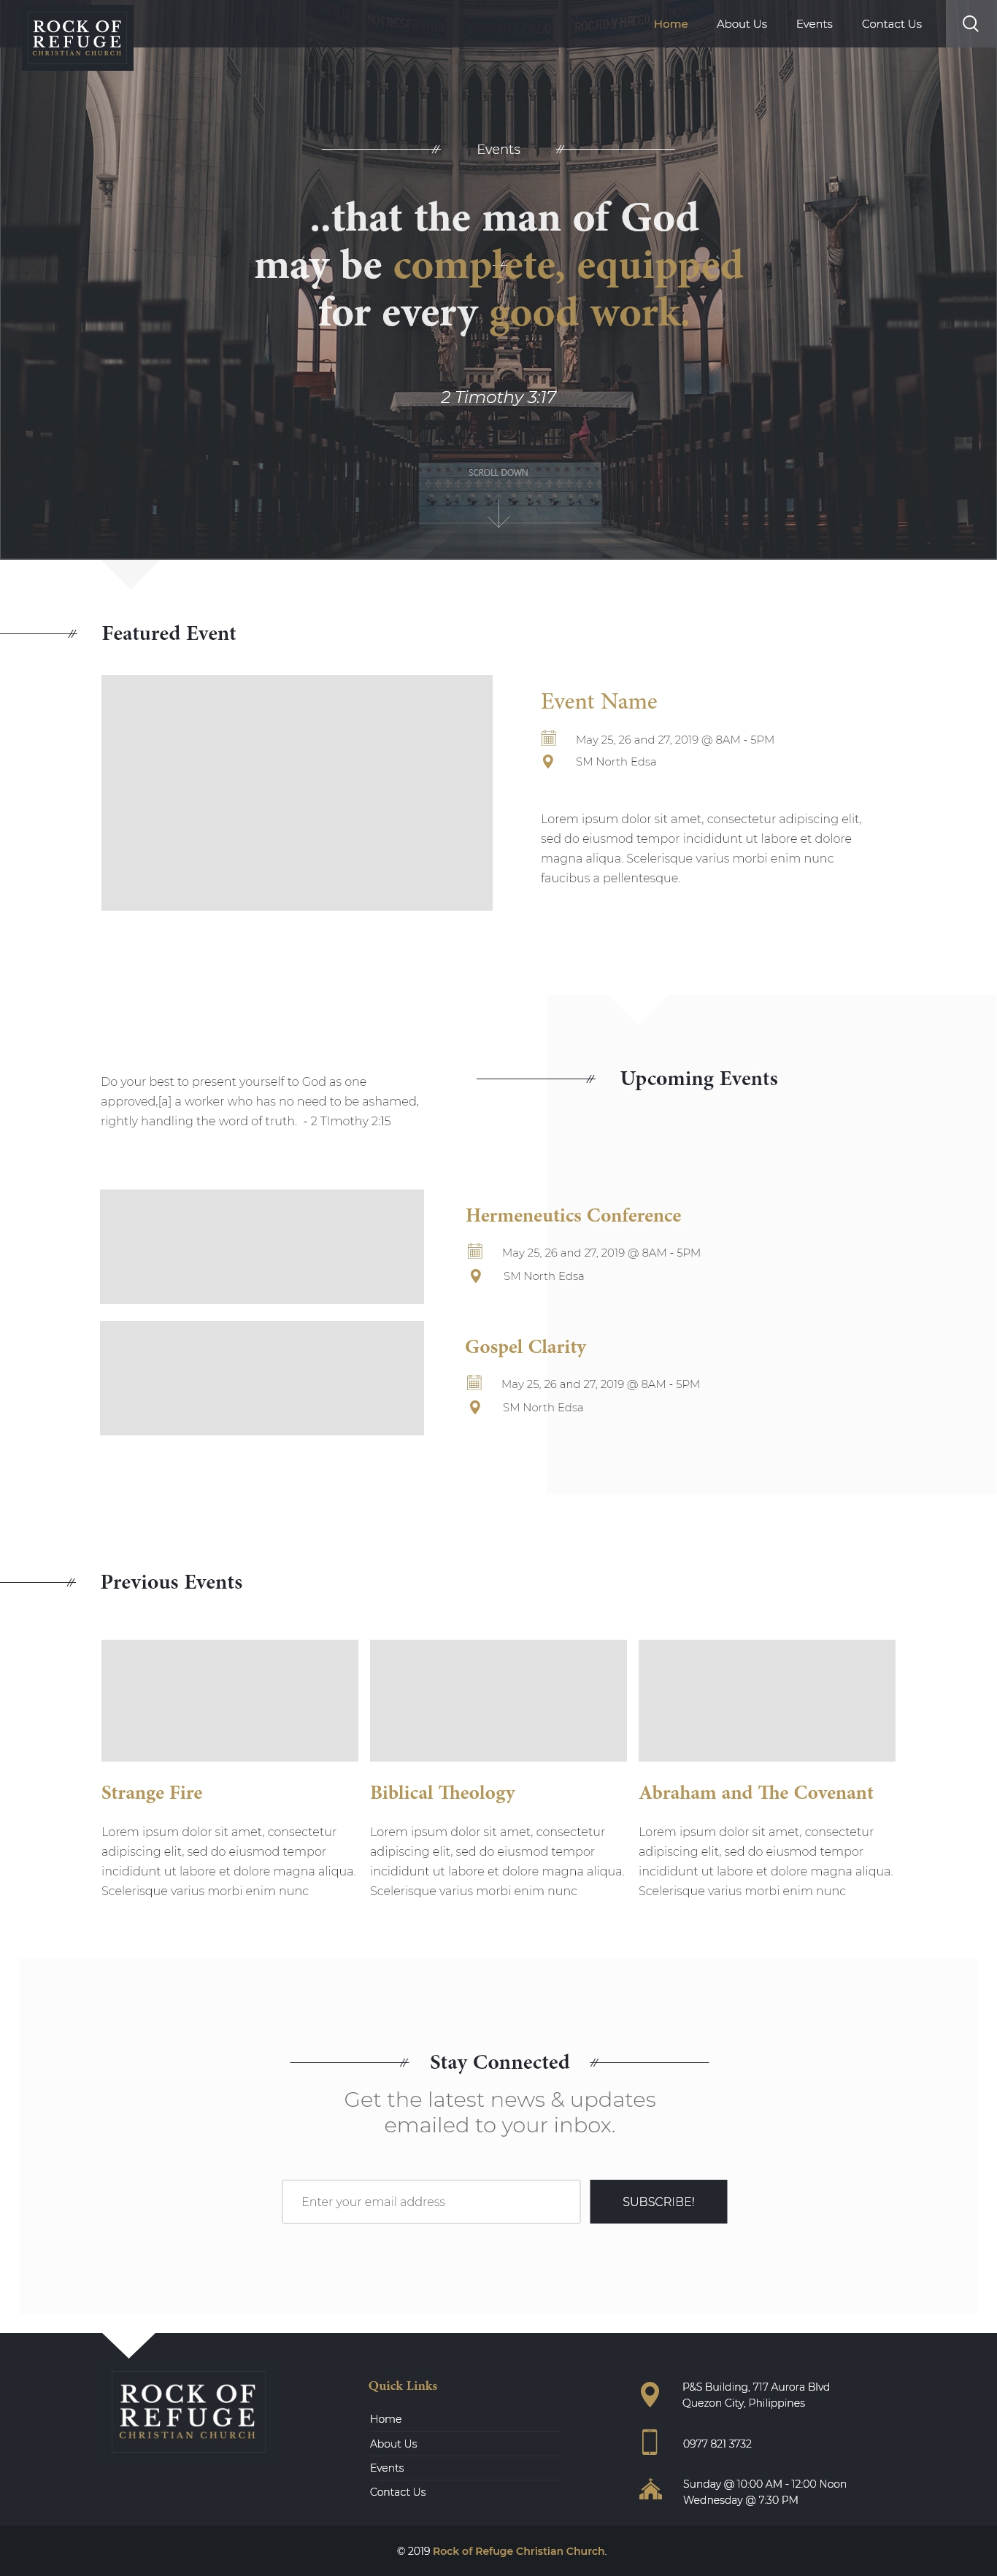 ROCK OF
REFUGE
CHRISTIAN CHURCH
Home
About Us
Events
Contact Us
Events
..that the man of God
may be complete, equipped
for every good work.
2 Timothy 3:17
SCROLL DOWN
Featured Event
Event Name
May 25, 26 and 27, 2019 @ 8AM - 5PM
SM North Edsa
Lorem ipsum dolor sit amet, consectetur adipiscing elit,
sed do eiusmod tempor incididunt ut labore et dolore
magna aliqua. Scelerisque varius morbi enim nunc
faucibus a pellentesque.
Do your best to present yourself to God as one
approved,[a] a worker who has no need to be ashamed,
rightly handling the word of truth.  - 2 TImothy 2:15
Upcoming Events
Hermeneutics Conference
May 25, 26 and 27, 2019 @ 8AM - 5PM
SM North Edsa
Gospel Clarity
May 25, 26 and 27, 2019 @ 8AM - 5PM
SM North Edsa
Previous Events
Strange Fire
Lorem ipsum dolor sit amet, consectetur
adipiscing elit, sed do eiusmod tempor
incididunt ut labore et dolore magna aliqua.
Scelerisque varius morbi enim nunc
Biblical Theology
Lorem ipsum dolor sit amet, consectetur
adipiscing elit, sed do eiusmod tempor
incididunt ut labore et dolore magna aliqua.
Scelerisque varius morbi enim nunc
Abraham and The Covenant
Lorem ipsum dolor sit amet, consectetur
adipiscing elit, sed do eiusmod tempor
incididunt ut labore et dolore magna aliqua.
Scelerisque varius morbi enim nunc
Stay Connected
Get the latest news & updates
emailed to your inbox.
Enter your email address
SUBSCRIBE!
ROCK OF
REFUGE
CHRISTIAN CHURCH
Quick Links
Home
About Us
Events
Contact Us
P&S Building, 717 Aurora Blvd
Quezon City, Philippines
0977 821 3732
Sunday @ 10:00 AM - 12:00 Noon
Wednesday @ 7:30 PM
© 2019 Rock of Refuge Christian Church.